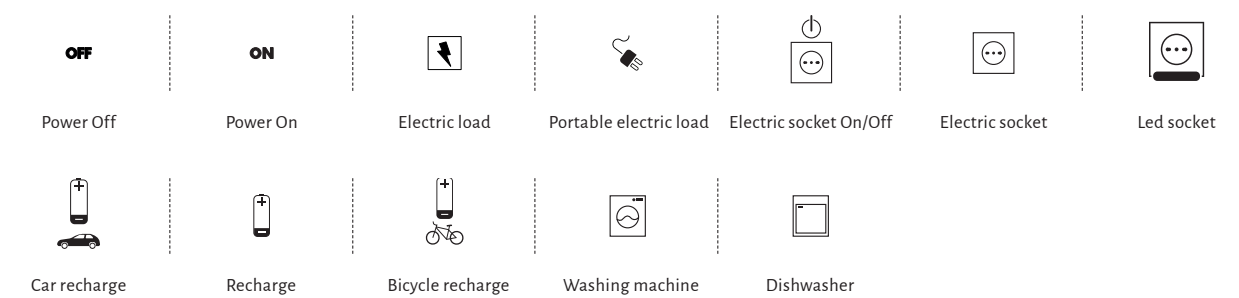 OFF
ON
Power Off
Power On
Electric load
Portable electric load
Electric socket On/Off
Electric socket
Led socket
Car recharge
Recharge
Bicycle recharge
Washing machine
Dishwasher